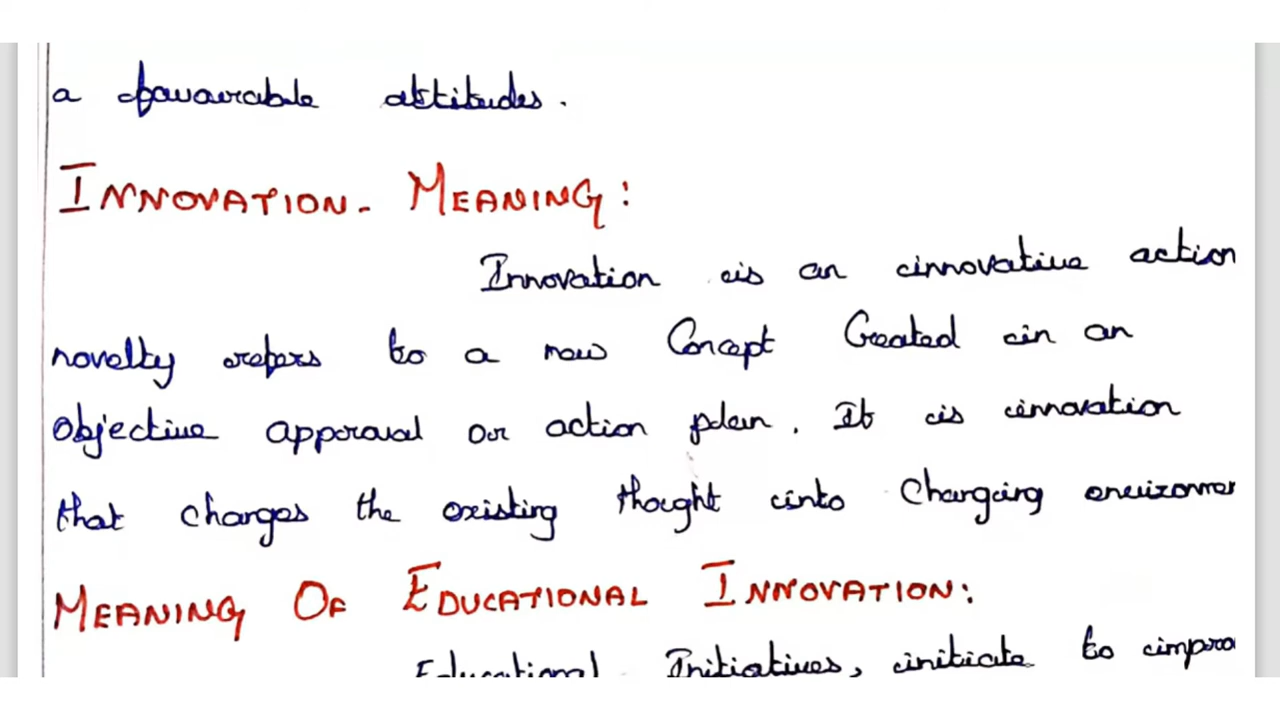 a favourable attitudes.
INNOVATION - MEANING:
Innovation is an innovative action
novelty refers to a new Concept Created in an
objective approval or action plan. It is innovation
that changes the existing thought into Changing environmen
MEANING OF EDUCATIONAL INNOVATION:
Educational Initiatives, initiate to impro